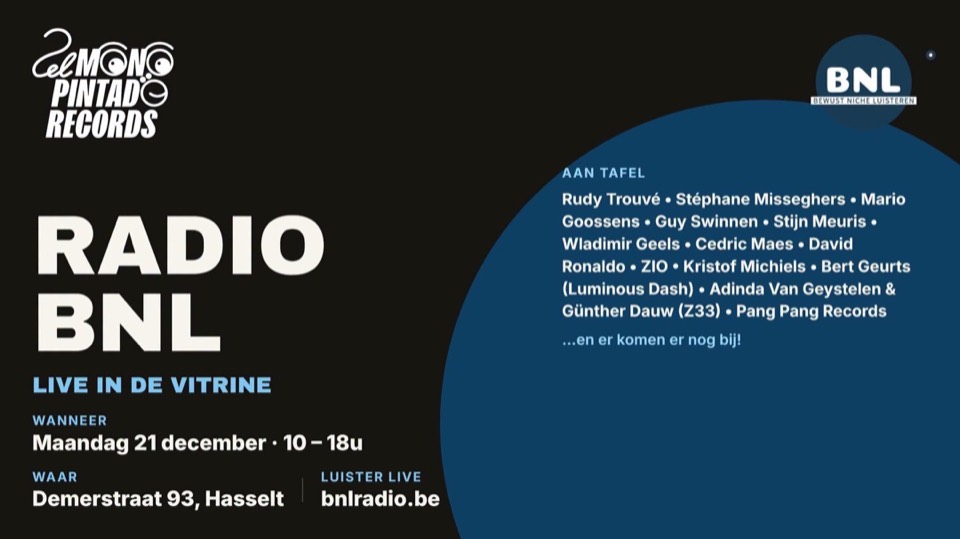 el MONO
PINTADO
RECORDS
BNL
BEWUST NICHE LUISTEREN
RADIO
BNL
LIVE IN DE VITRINE
WANNEER
Maandag 21 december · 10 – 18u
WAAR
Demerstraat 93, Hasselt
LUISTER LIVE
bnlradio.be
AAN TAFEL
Rudy Trouvé • Stéphane Misseghers • Mario
Goossens • Guy Swinnen • Stijn Meuris •
Wladimir Geels • Cedric Maes • David
Ronaldo • ZIO • Kristof Michiels • Bert Geurts
(Luminous Dash) • Adinda Van Geystelen &
Günther Dauw (Z33) • Pang Pang Records
...en er komen er nog bij!